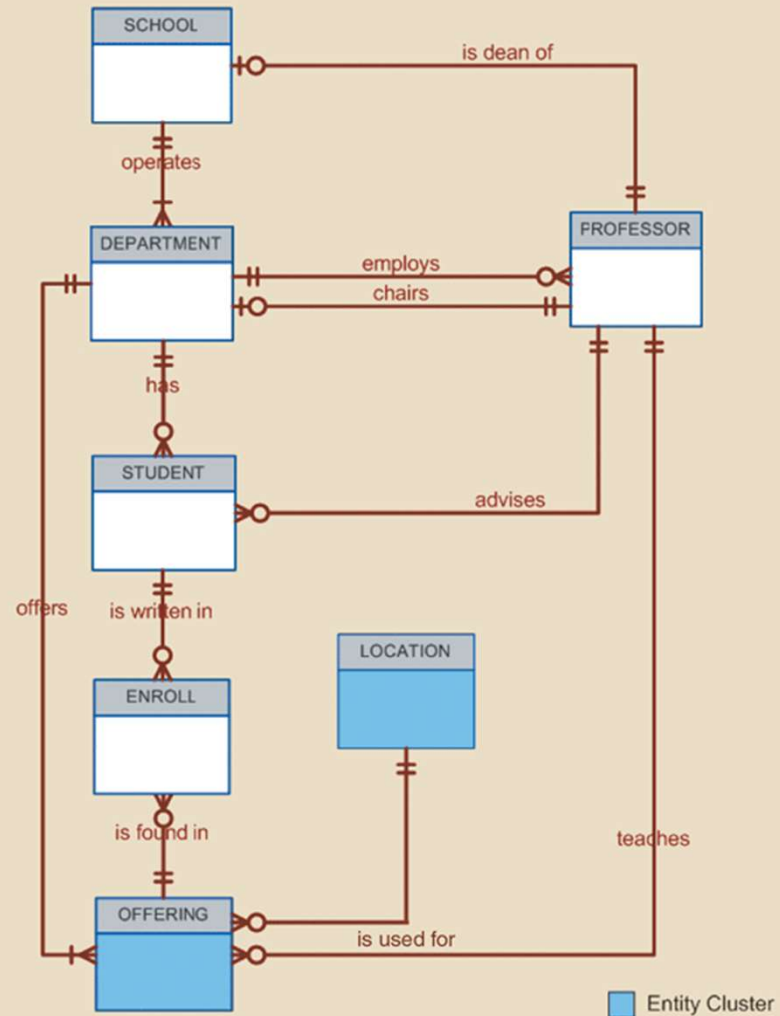 SCHOOL
is dean of
operates
DEPARTMENT
PROFESSOR
employs
chairs
has
STUDENT
advises
offers
is written in
LOCATION
ENROLL
is found in
teaches
OFFERING
is used for
Entity Cluster